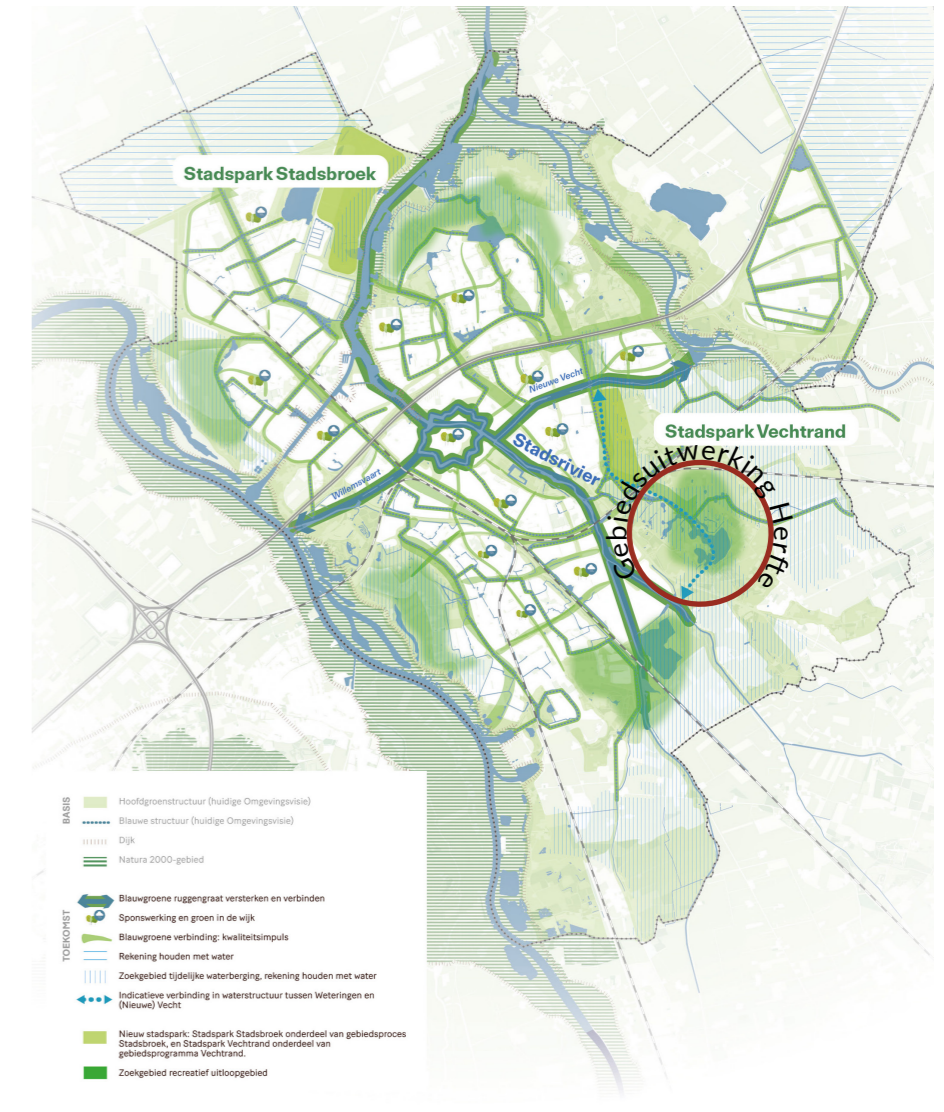 Stadspark Stadsbroek
Nieuwe Vecht
Stadspark Vechtrand
Stadsrivier
Gebiedsuitwerking Herfte
Willemsvaart
BASIS
Hoofdgroenstructuur (huidige Omgevingsvisie)
Blauwe structuur (huidige Omgevingsvisie)
Dijk
Natura 2000-gebied
TOEKOMST
Blauwgroene ruggengraat versterken en verbinden
Sponswerking en groen in de wijk
Blauwgroene verbinding: kwaliteitsimpuls
Rekening houden met water
Zoekgebied tijdelijke waterberging, rekening houden met water
Indicatieve verbinding in waterstructuur tussen Weteringen en
(Nieuwe) Vecht
Nieuw stadspark: Stadspark Stadsbroek onderdeel van gebiedsproces
Stadsbroek, en Stadspark Vechtrand onderdeel van
gebiedsprogramma Vechtrand.
Zoekgebied recreatief uitloopgebied